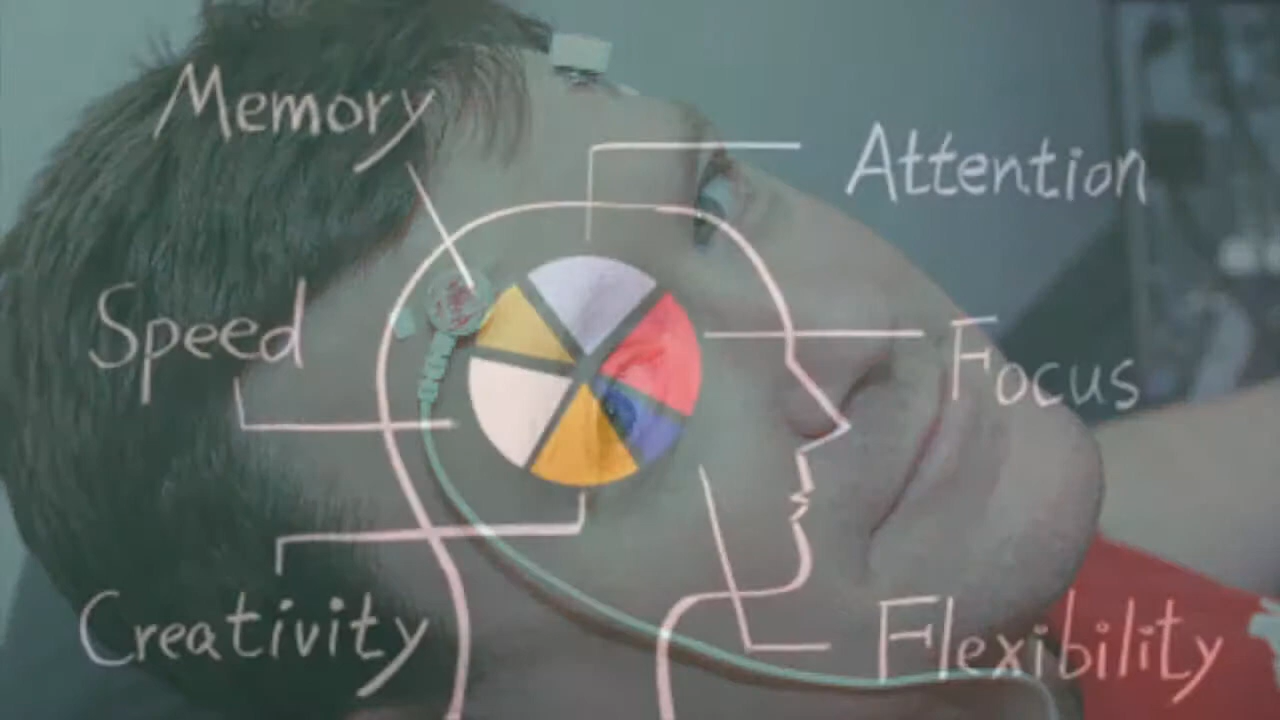 Memory
Attention
Speed
Focus
Creativity
Flexibility